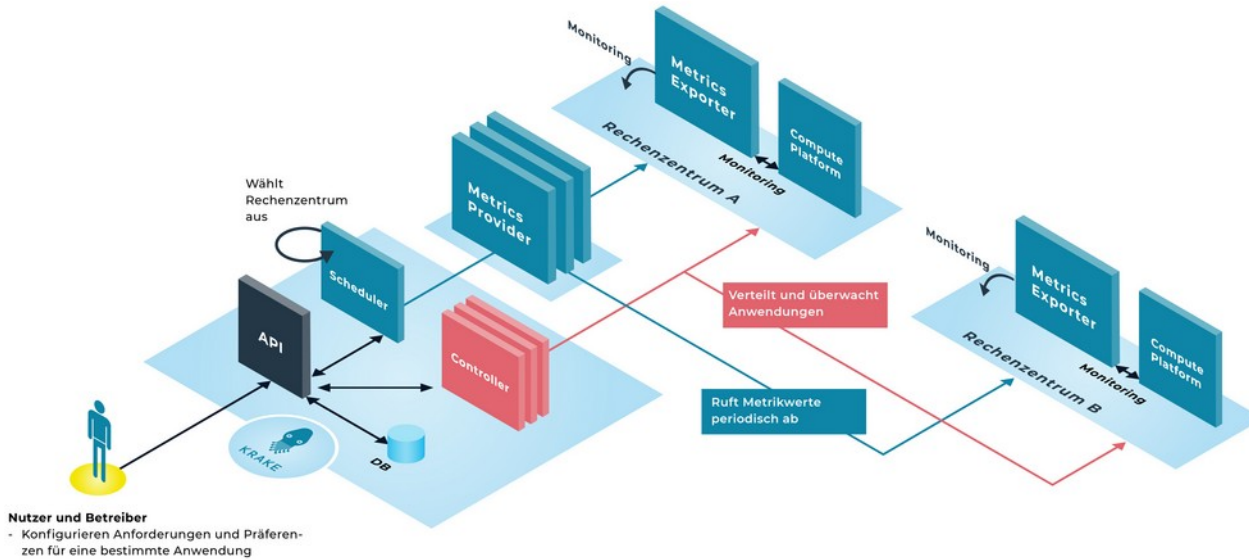 Monitoring
Metrics
Exporter
Compute
Platform
Monitoring
Rechenzentrum A
Wählt
Rechenzentrum
aus
Metrics
Provider
Scheduler
API
Controller
KRAKE
DB
Verteilt und überwacht
Anwendungen
Ruft Metrikwerte
periodisch ab
Monitoring
Metrics
Exporter
Compute
Platform
Monitoring
Rechenzentrum B
Nutzer und Betreiber
- Konfigurieren Anforderungen und Präferen-
zen für eine bestimmte Anwendung